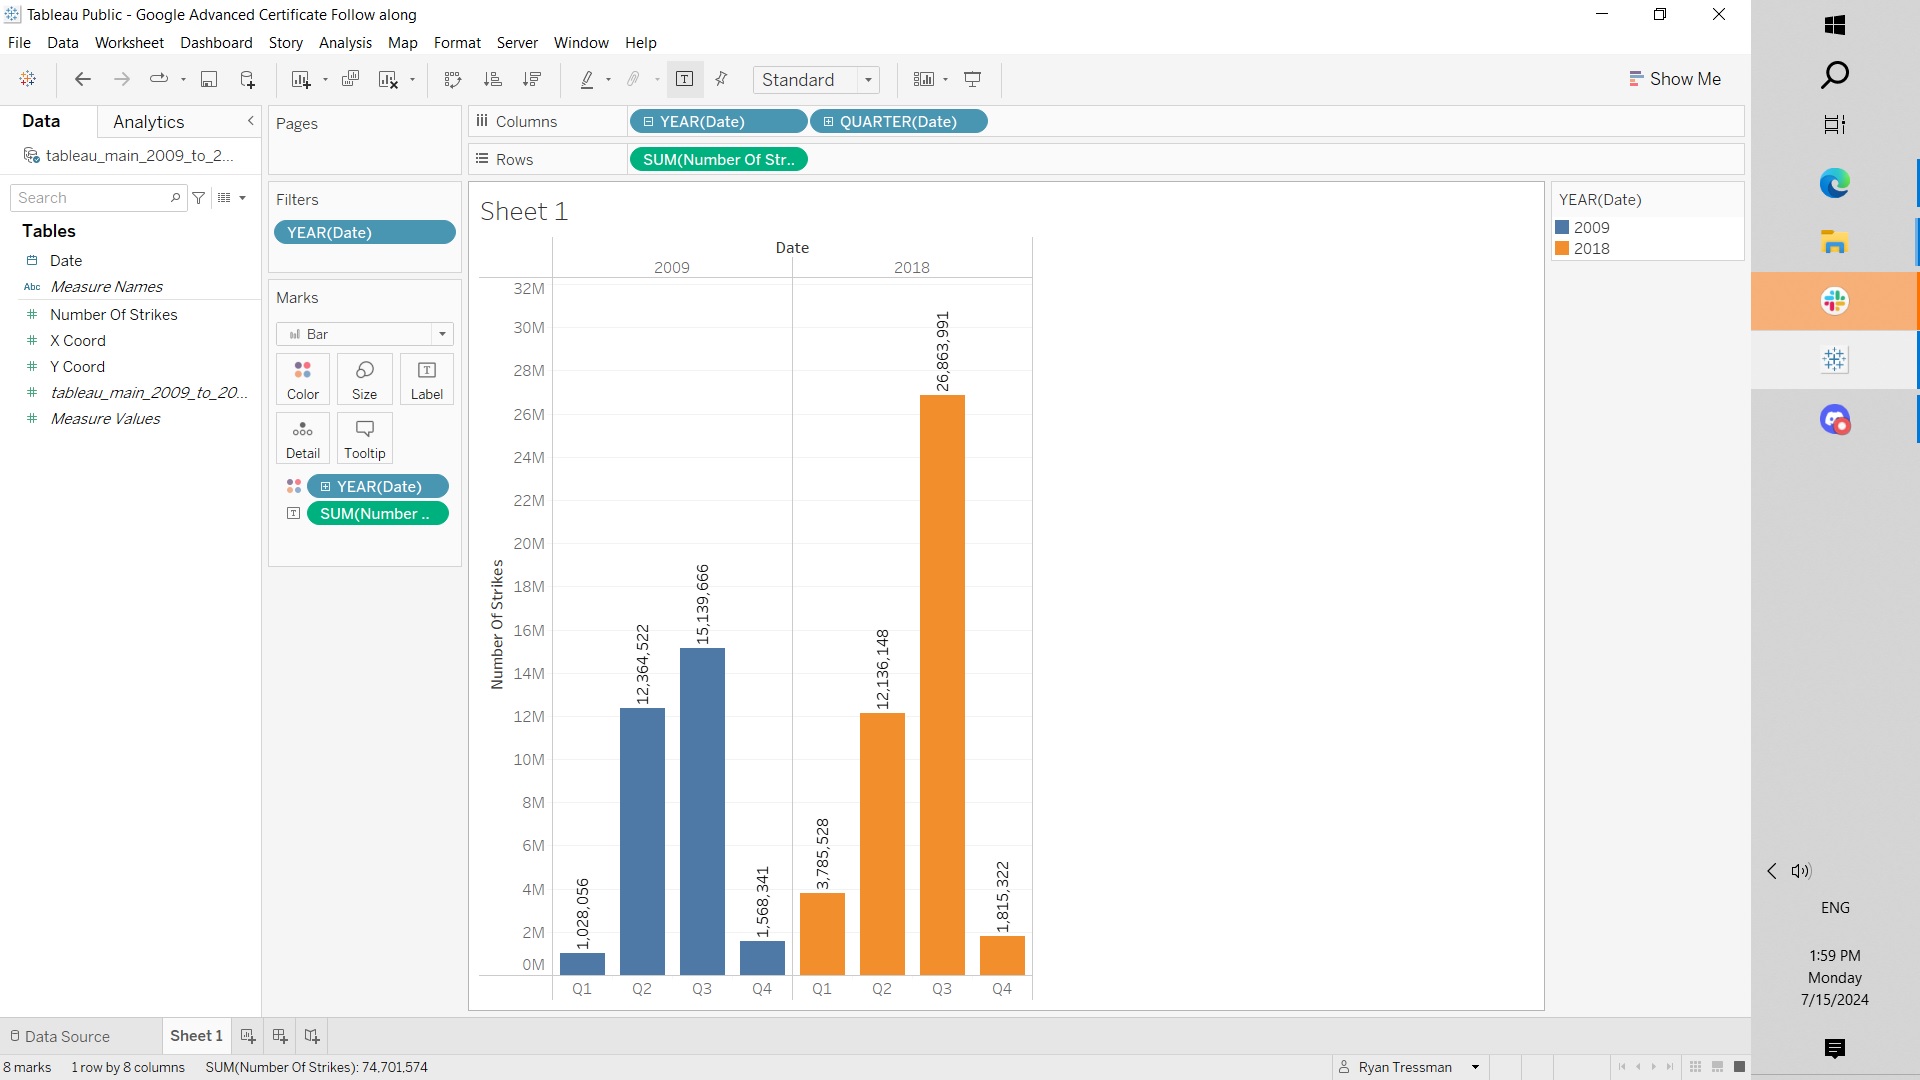 Tableau Public - Google Advanced Certificate Follow along
File Data Worksheet Dashboard Story Analysis Map Format Server Window Help
Standard
Show Me
Data Analytics
tableau_main_2009_to_2...
Search
Tables
Date
Abc Measure Names
Number Of Strikes
X Coord
Y Coord
tableau_main_2009_to_20...
Measure Values
Pages
Filters
YEAR(Date)
Marks
Bar
Color Size Label
Detail Tooltip
YEAR(Date)
SUM(Number ..
Columns YEAR(Date) QUARTER(Date)
Rows SUM(Number Of Str..
Sheet 1
Date
2009 2018
Number Of Strikes
32M
30M
28M
26M
24M
22M
20M
18M
16M
14M
12M
10M
8M
6M
4M
2M
0M
1,028,056
12,364,522
15,139,666
1,568,341
3,785,528
12,136,148
26,863,991
1,815,322
Q1 Q2 Q3 Q4 Q1 Q2 Q3 Q4
YEAR(Date)
2009
2018
Data Source Sheet 1
8 marks 1 row by 8 columns SUM(Number Of Strikes): 74,701,574
Ryan Tressman
ENG
1:59 PM
Monday
7/15/2024